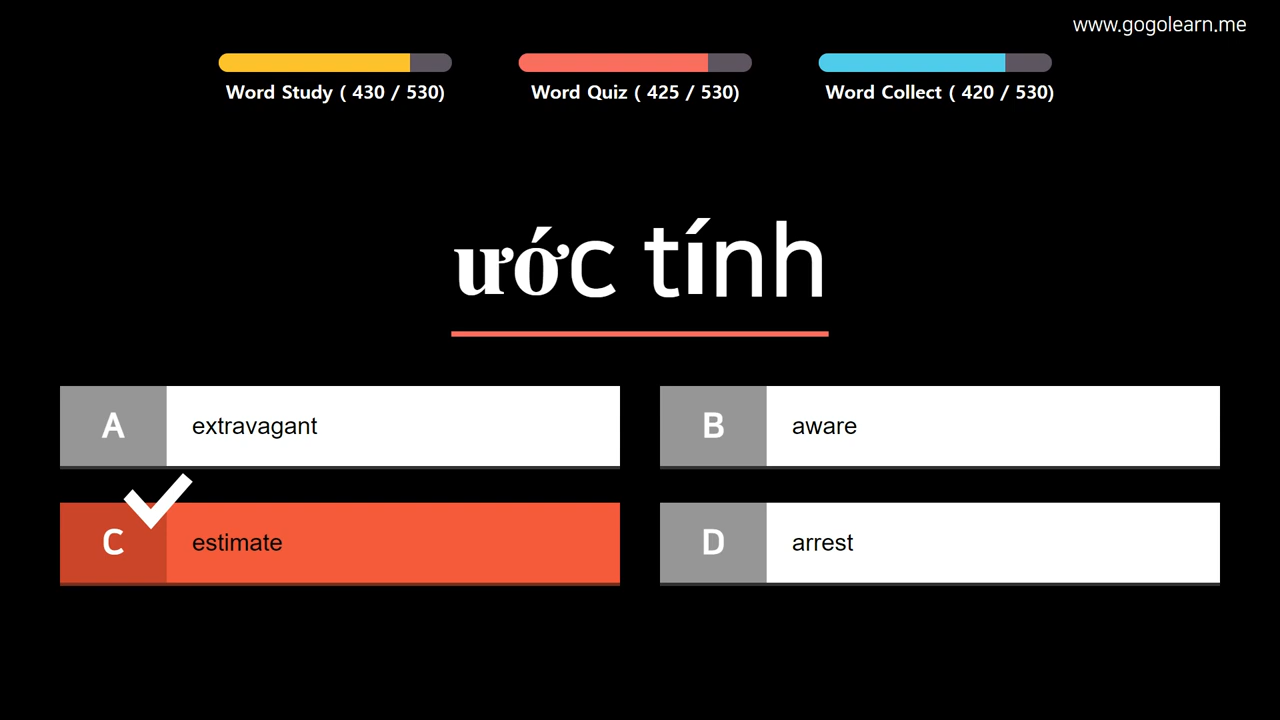 www.gogolearn.me
Word Study ( 430 / 530)
Word Quiz ( 425 / 530)
Word Collect ( 420 / 530)
ước tính
A extravagant
B aware
C estimate
D arrest